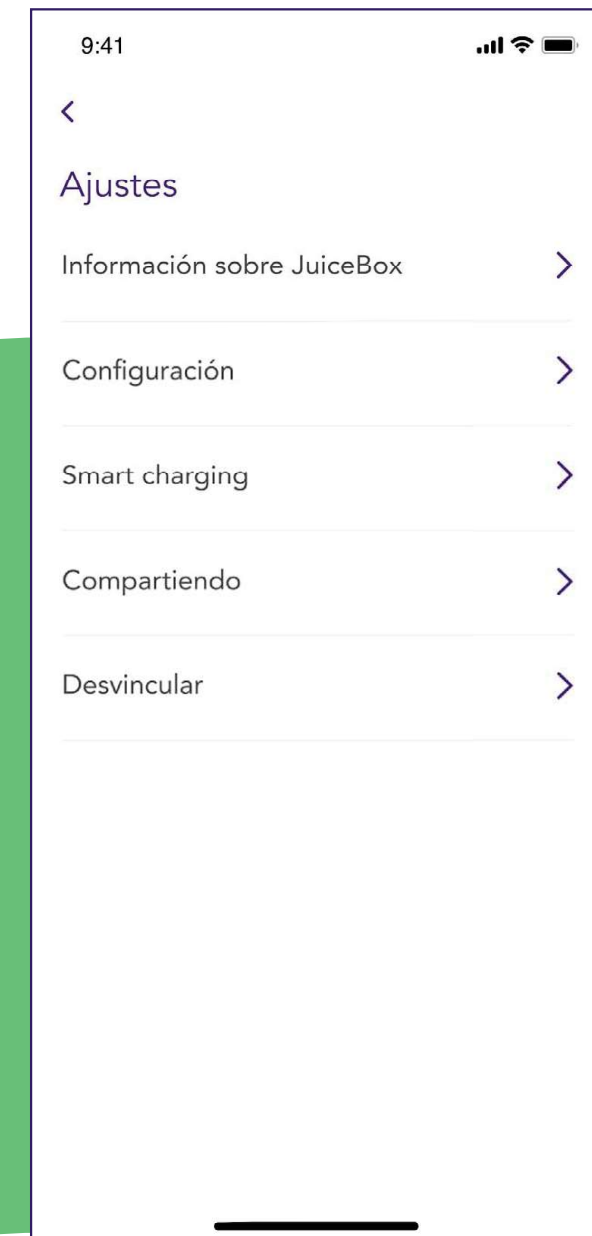 9:41
Ajustes
Información sobre JuiceBox
Configuración
Smart charging
Compartiendo
Desvincular